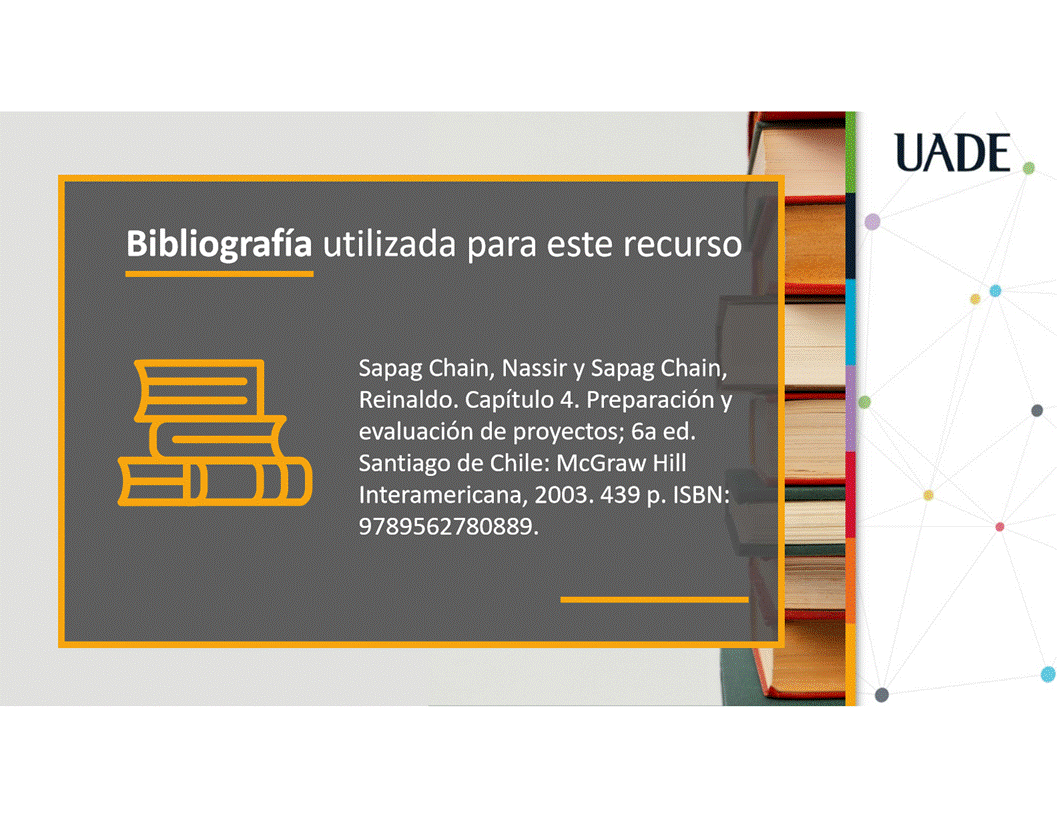 UADE
Bibliografía utilizada para este recurso
Sapag Chain, Nassir y Sapag Chain,
Reinaldo. Capítulo 4. Preparación y
evaluación de proyectos; 6a ed.
Santiago de Chile: McGraw Hill
Interamericana, 2003. 439 p. ISBN:
9789562780889.